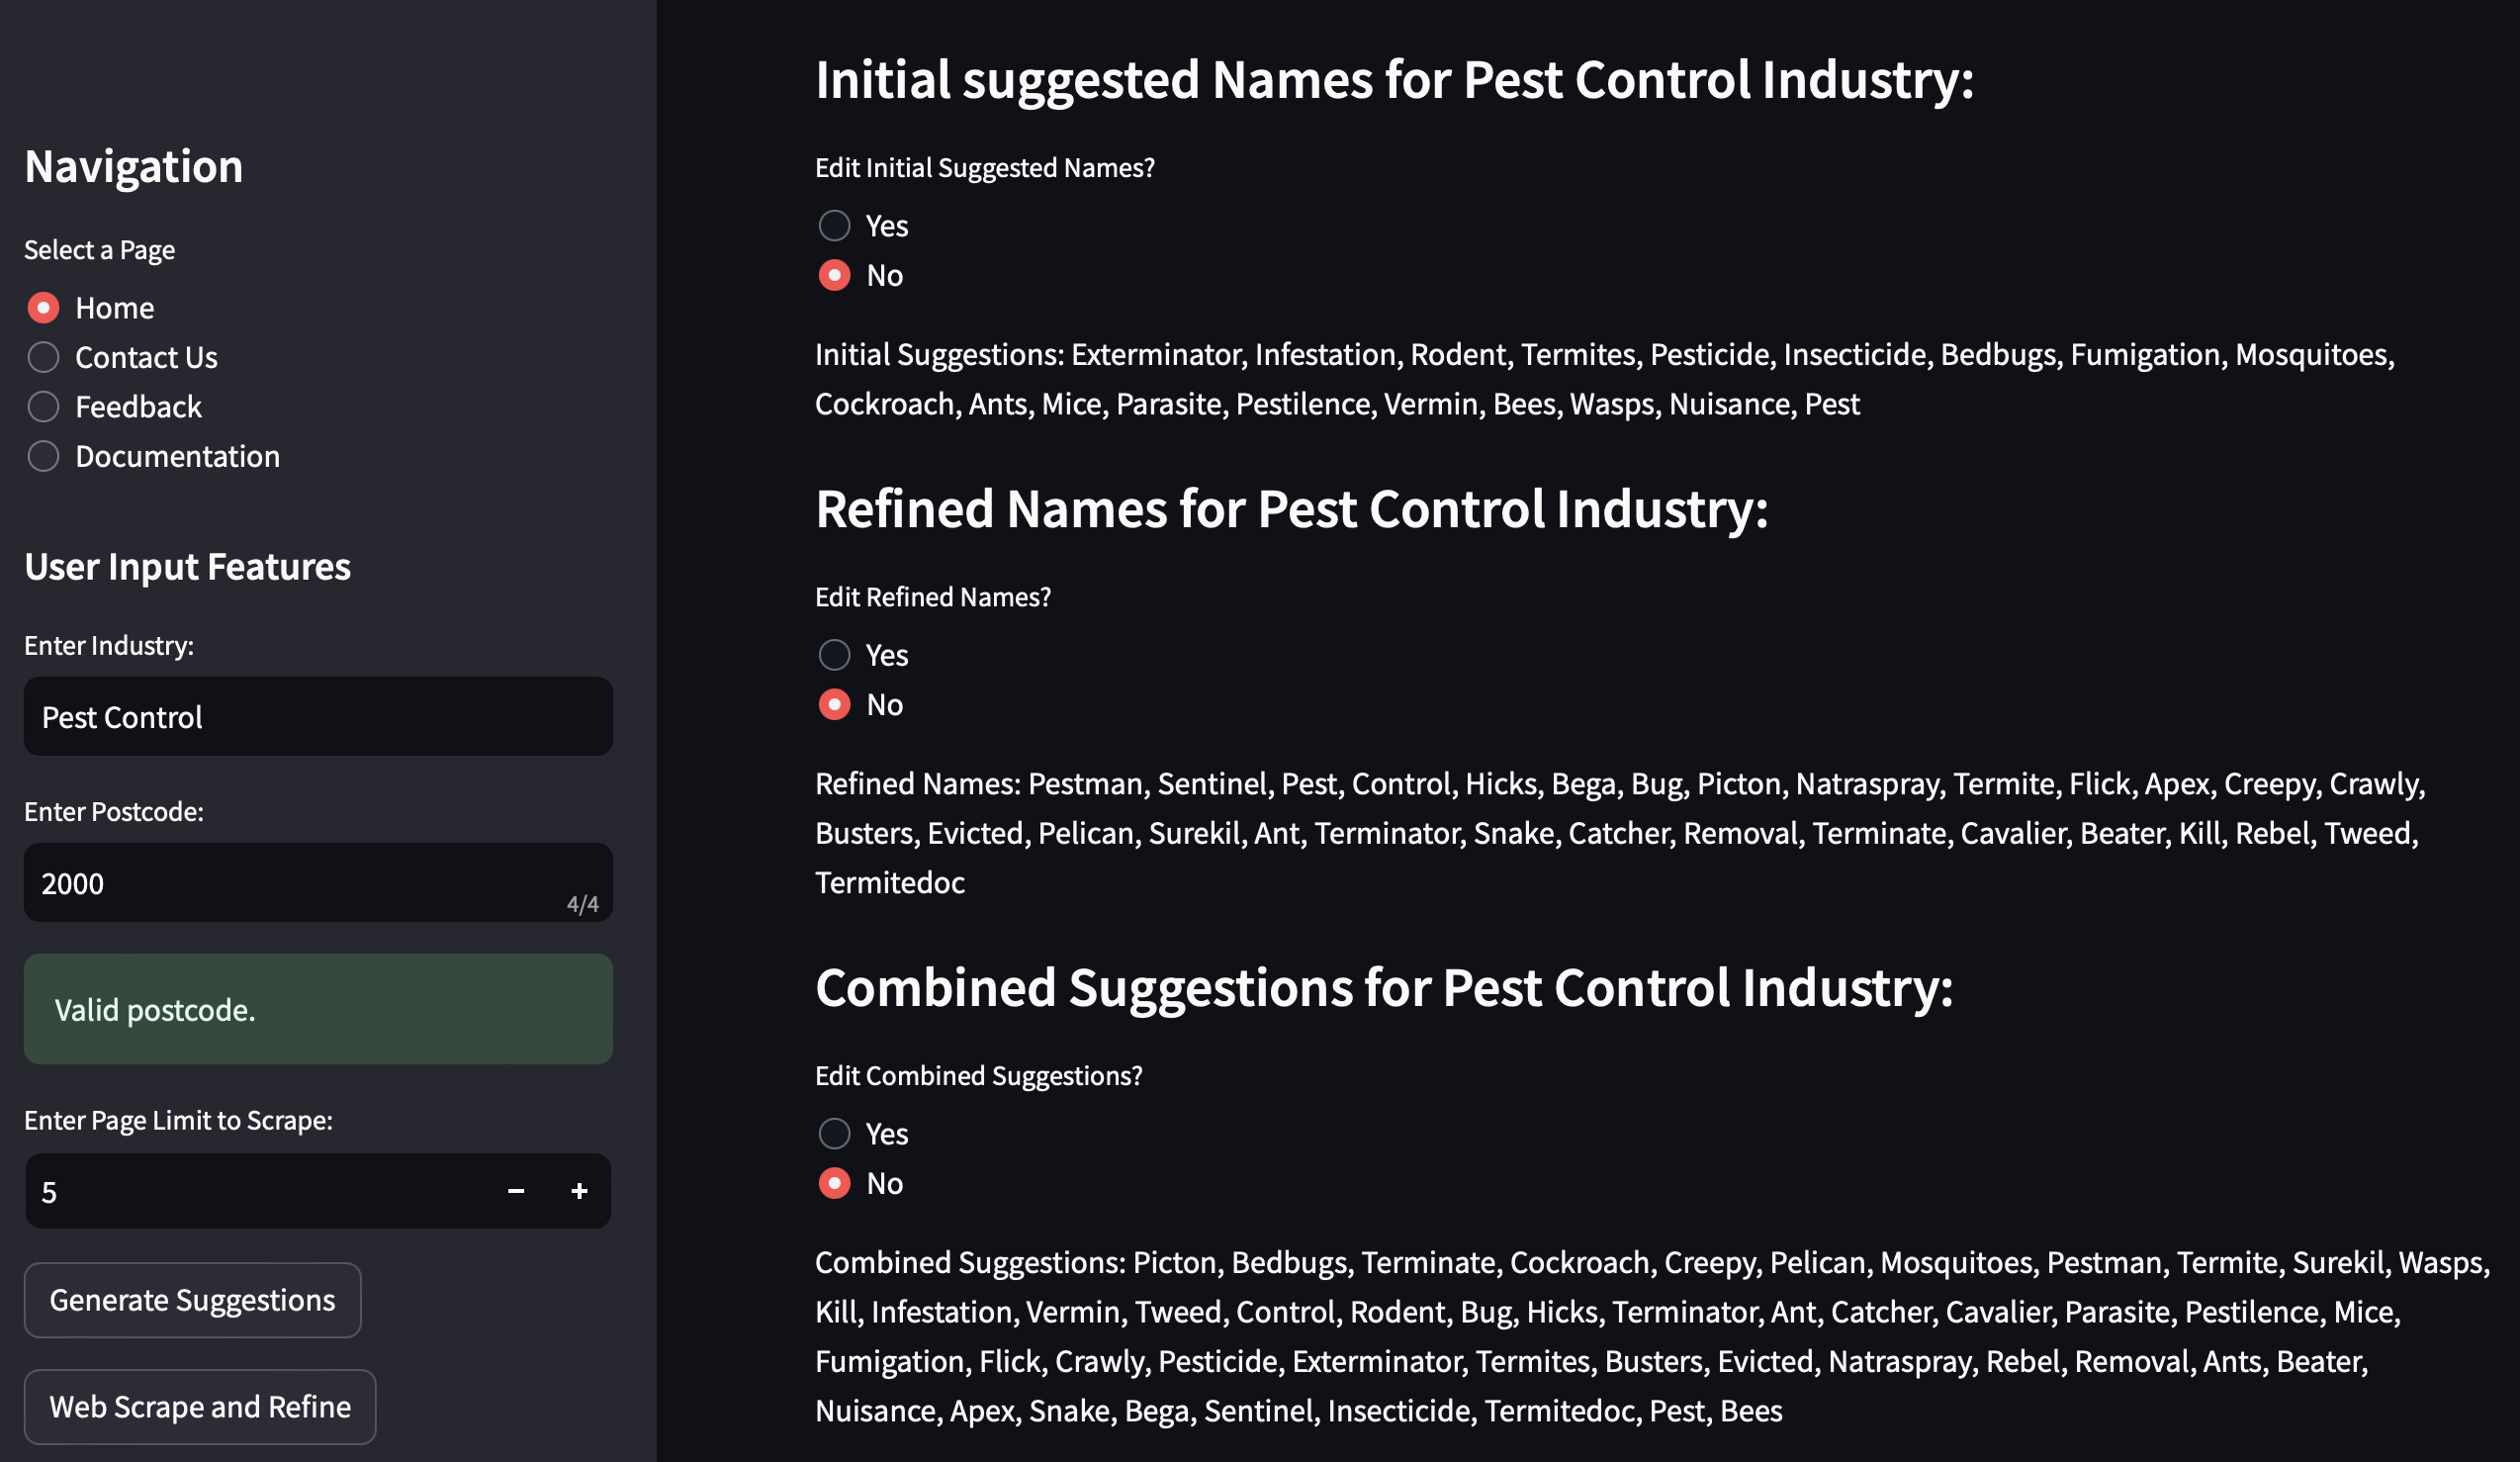 Navigation
Select a Page
Home
Contact Us
Feedback
Documentation
User Input Features
Enter Industry:
Pest Control
Enter Postcode:
2000
4/4
Valid postcode.
Enter Page Limit to Scrape:
5
Generate Suggestions
Web Scrape and Refine
Initial suggested Names for Pest Control Industry:
Edit Initial Suggested Names?
Yes
No
Initial Suggestions: Exterminator, Infestation, Rodent, Termites, Pesticide, Insecticide, Bedbugs, Fumigation, Mosquitoes,
Cockroach, Ants, Mice, Parasite, Pestilence, Vermin, Bees, Wasps, Nuisance, Pest
Refined Names for Pest Control Industry:
Edit Refined Names?
Yes
No
Refined Names: Pestman, Sentinel, Pest, Control, Hicks, Bega, Bug, Picton, Natraspray, Termite, Flick, Apex, Creepy, Crawly,
Busters, Evicted, Pelican, Surekil, Ant, Terminator, Snake, Catcher, Removal, Terminate, Cavalier, Beater, Kill, Rebel, Tweed,
Termitedoc
Combined Suggestions for Pest Control Industry:
Edit Combined Suggestions?
Yes
No
Combined Suggestions: Picton, Bedbugs, Terminate, Cockroach, Creepy, Pelican, Mosquitoes, Pestman, Termite, Surekil, Wasps,
Kill, Infestation, Vermin, Tweed, Control, Rodent, Bug, Hicks, Terminator, Ant, Catcher, Cavalier, Parasite, Pestilence, Mice,
Fumigation, Flick, Crawly, Pesticide, Exterminator, Termites, Busters, Evicted, Natraspray, Rebel, Removal, Ants, Beater,
Nuisance, Apex, Snake, Bega, Sentinel, Insecticide, Termitedoc, Pest, Bees